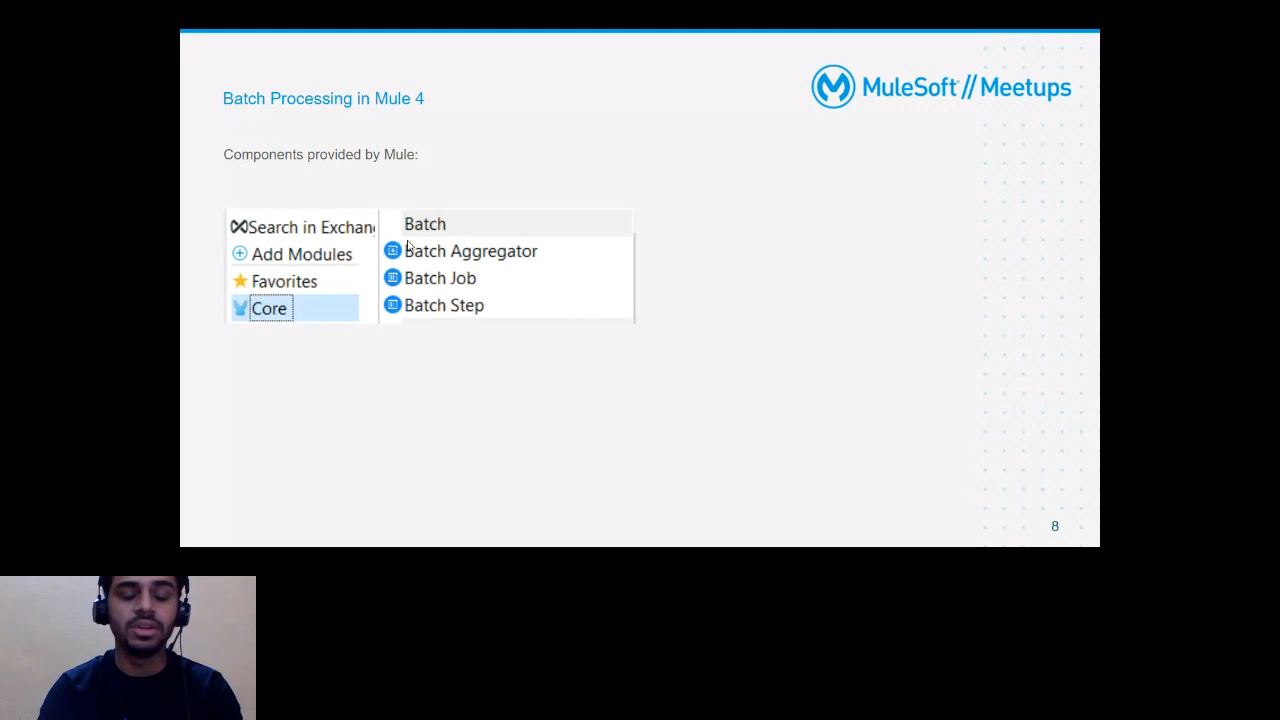 MuleSoft // Meetups
Batch Processing in Mule 4
Components provided by Mule:
Search in Exchan
Add Modules
Favorites
Core
Batch
Batch Aggregator
Batch Job
Batch Step
8